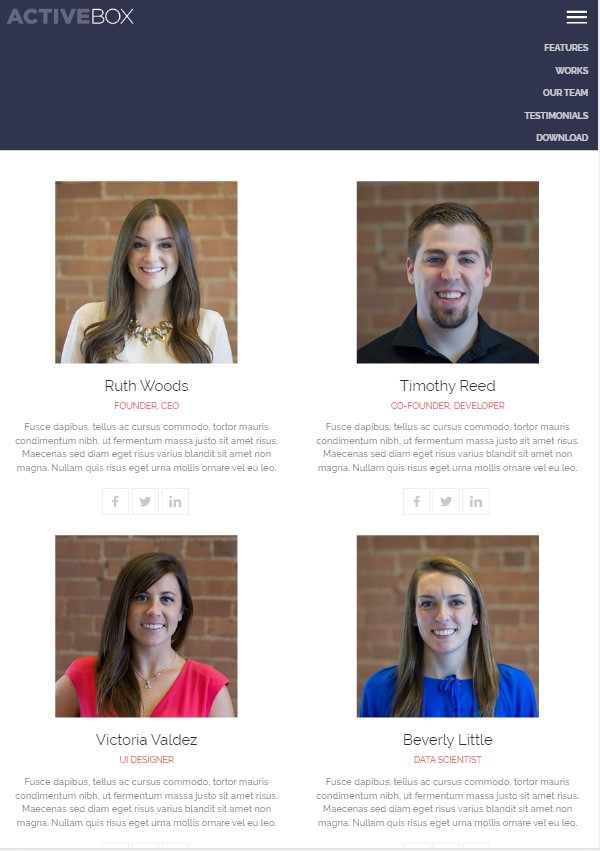 ACTIVEBOX
FEATURES
WORKS
OUR TEAM
TESTIMONIALS
DOWNLOAD
Ruth Woods
FOUNDER, CEO
Fusce dapibus, tellus ac cursus commodo, tortor mauris
condimentum nibh, ut fermentum massa justo sit amet risus.
Maecenas sed diam eget risus varius blandit sit amet non
magna. Nullam quis risus eget urna mollis ornare vel eu leo.
Timothy Reed
CO-FOUNDER, DEVELOPER
Fusce dapibus, tellus ac cursus commodo, tortor mauris
condimentum nibh, ut fermentum massa justo sit amet risus.
Maecenas sed diam eget risus varius blandit sit amet non
magna. Nullam quis risus eget urna mollis ornare vel eu leo.
Victoria Valdez
UI DESIGNER
Fusce dapibus, tellus ac cursus commodo, tortor mauris
condimentum nibh, ut fermentum massa justo sit amet risus.
Maecenas sed diam eget risus varius blandit sit amet non
magna. Nullam quis risus eget urna mollis ornare vel eu leo.
Beverly Little
DATA SCIENTIST
Fusce dapibus, tellus ac cursus commodo, tortor mauris
condimentum nibh, ut fermentum massa justo sit amet risus.
Maecenas sed diam eget risus varius blandit sit amet non
magna. Nullam quis risus eget urna mollis ornare vel eu leo.